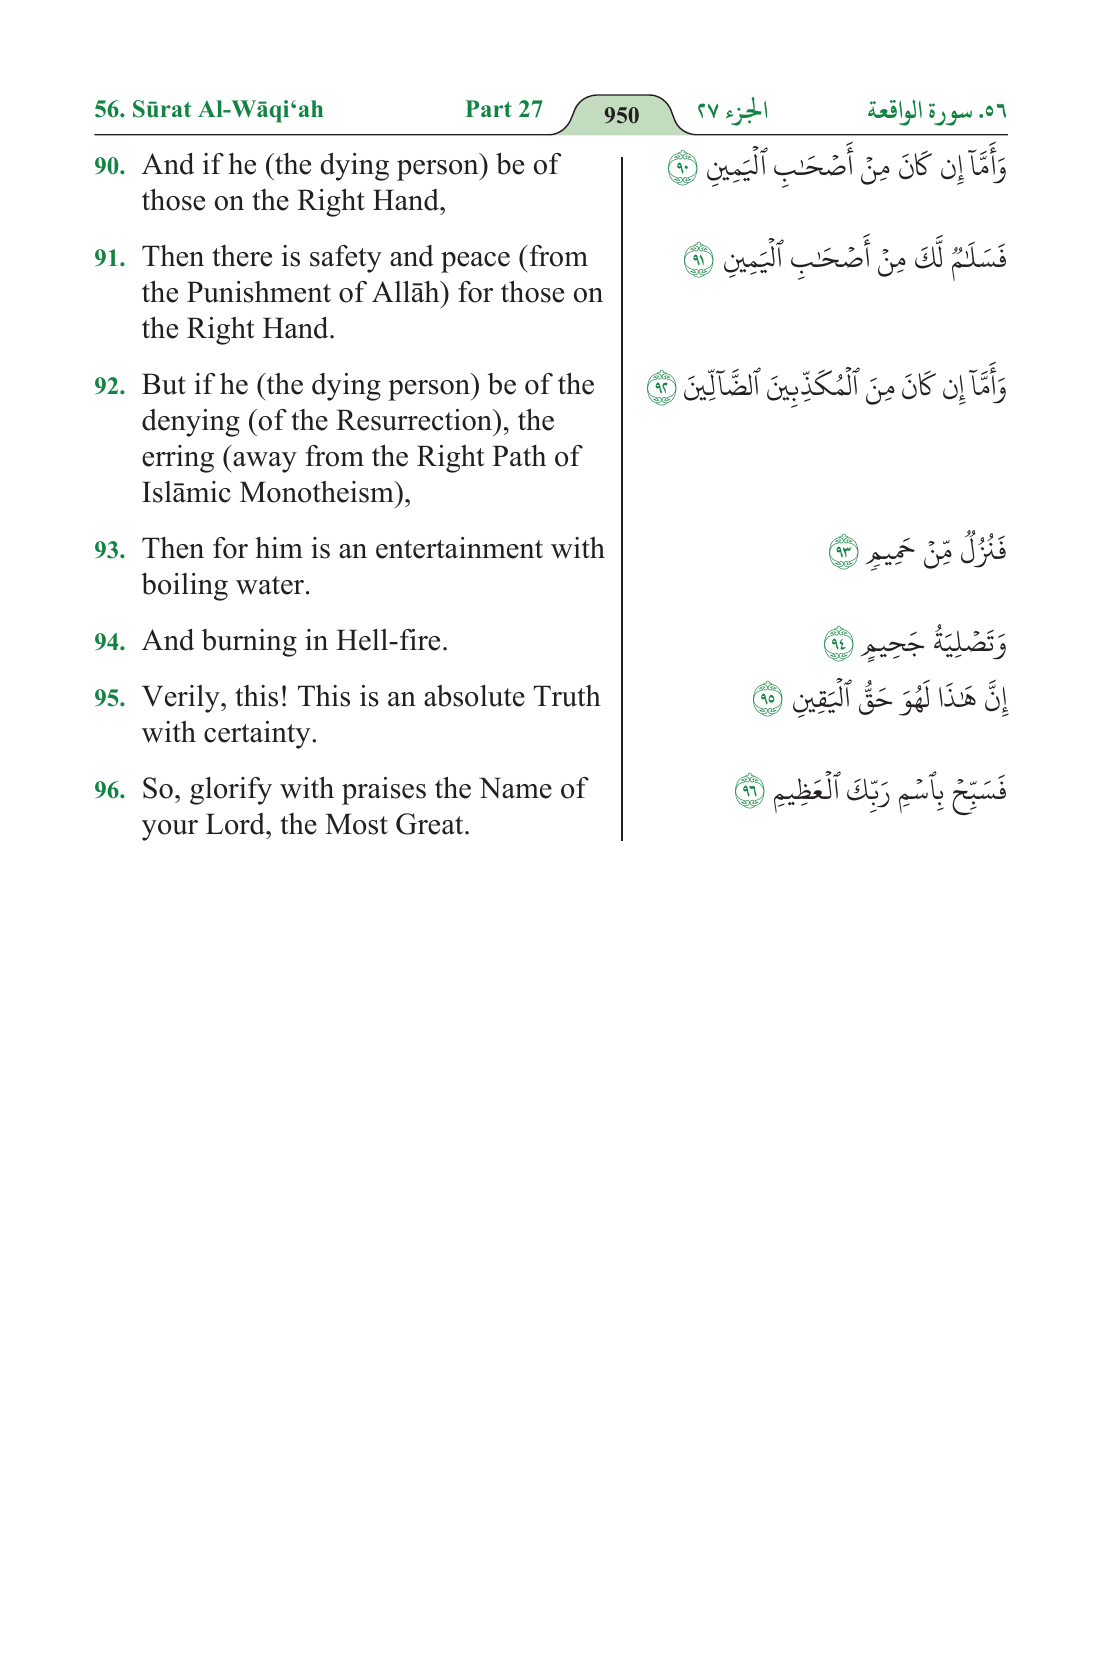 56. Sūrat Al-Wāqi‘ah Part 27 950 الجزء ٢٧ ٥٦. سورة الواقعة
90. And if he (the dying person) be of
those on the Right Hand,
وَأَمَّآ إِن كَانَ مِنْ أَصْحَٰبِ ٱلْيَمِينِ ٩٠
91. Then there is safety and peace (from
the Punishment of Allāh) for those on
the Right Hand.
فَسَلَٰمٌ لَّكَ مِنْ أَصْحَٰبِ ٱلْيَمِينِ ٩١
92. But if he (the dying person) be of the
denying (of the Resurrection), the
erring (away from the Right Path of
Islāmic Monotheism),
وَأَمَّآ إِن كَانَ مِنَ ٱلْمُكَذِّبِينَ ٱلضَّآلِّينَ ٩٢
93. Then for him is an entertainment with
boiling water.
فَنُزُلٌ مِّنْ حَمِيمٍ ٩٣
94. And burning in Hell-fire.
وَتَصْلِيَةُ جَحِيمٍ ٩٤
95. Verily, this! This is an absolute Truth
with certainty.
إِنَّ هَٰذَا لَهُوَ حَقُّ ٱلْيَقِينِ ٩٥
96. So, glorify with praises the Name of
your Lord, the Most Great.
فَسَبِّحْ بِٱسْمِ رَبِّكَ ٱلْعَظِيمِ ٩٦